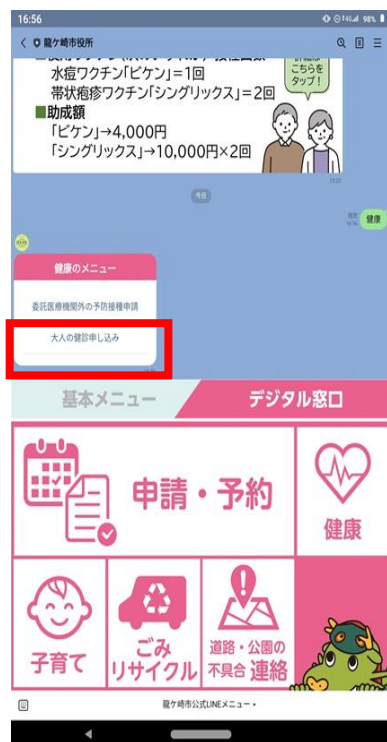 16:56
98%
龍ケ崎市役所
水痘ワクチン「ビケン」=1回
帯状疱疹ワクチン「シングリックス」=2回
こちらを
タップ!
■助成額
「ビケン」→4,000円
「シングリックス」→10,000円×2回
今日
健康
健康のメニュー
委託医療機関外の予防接種申請
大人の健診申し込み
基本メニュー
デジタル窓口
申請・予約
健康
子育て
ごみ
リサイクル
道路・公園の
不具合 連絡
龍ケ崎市公式LINEメニュー